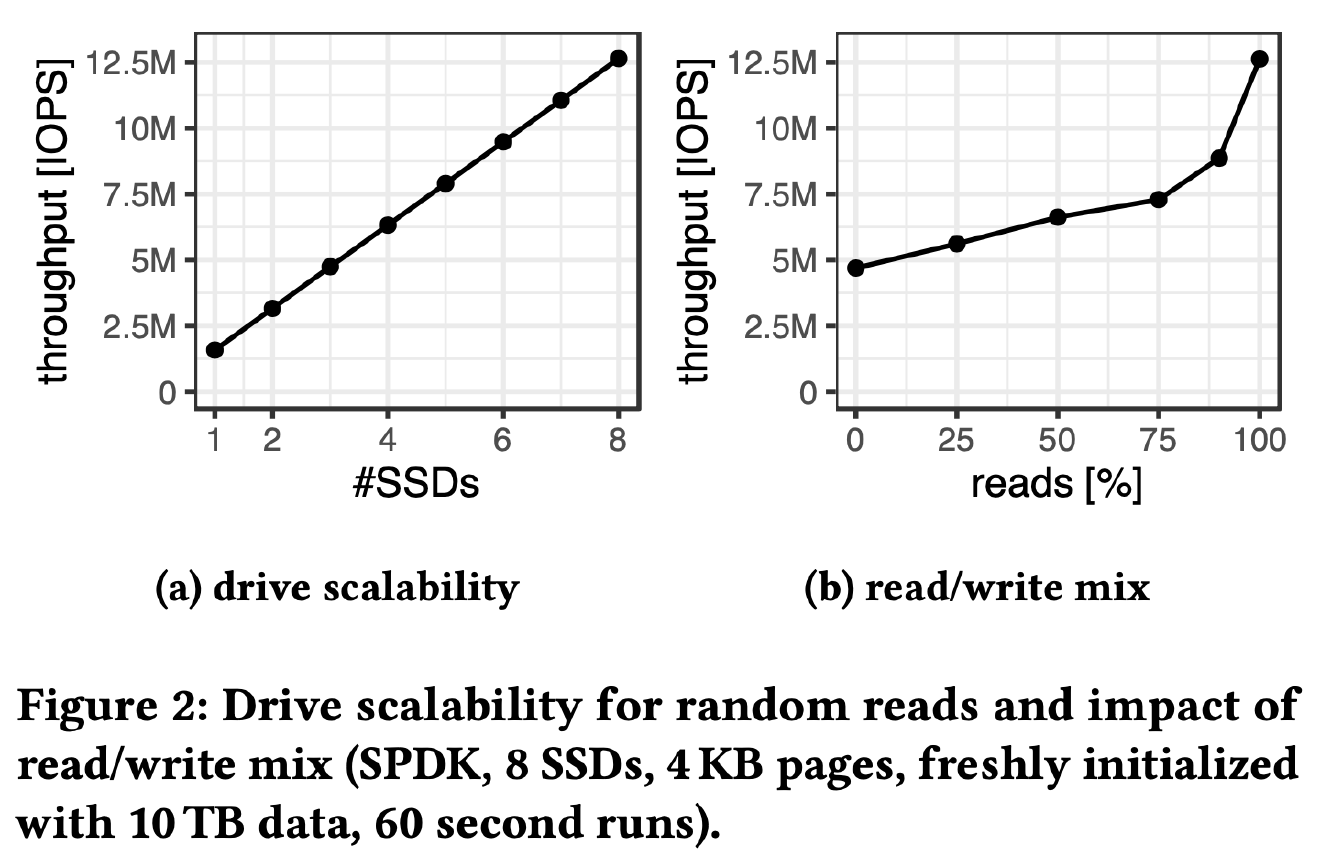 throughput [IOPS]
12.5M
10M
7.5M
5M
2.5M
0
1 2 4 6 8
#SSDs
(a) drive scalability
throughput [IOPS]
12.5M
10M
7.5M
5M
2.5M
0
0 25 50 75 100
reads [%]
(b) read/write mix
Figure 2: Drive scalability for random reads and impact of
read/write mix (SPDK, 8 SSDs, 4 KB pages, freshly initialized
with 10 TB data, 60 second runs).